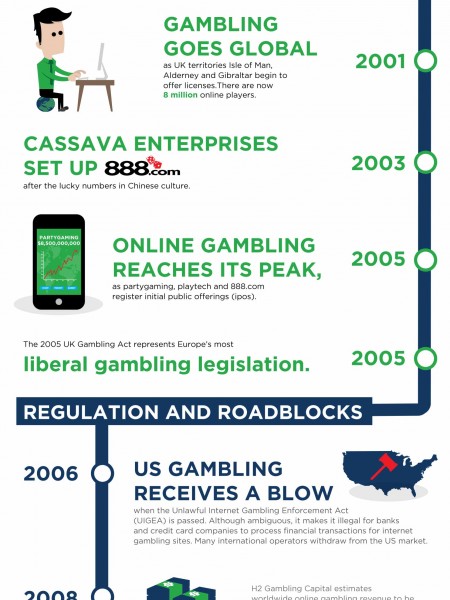 GAMBLING
GOES GLOBAL
as UK territories Isle of Man,
Alderney and Gibraltar begin to
offer licenses.There are now
8 million online players.
2001
CASSAVA ENTERPRISES
SET UP 888.com
after the lucky numbers in Chinese culture.
2003
PARTYGAMING
$8,500,000,000
ONLINE GAMBLING
REACHES ITS PEAK,
as partygaming, playtech and 888.com
register initial public offerings (ipos).
2005
The 2005 UK Gambling Act represents Europe's most
liberal gambling legislation.
2005
REGULATION AND ROADBLOCKS
2006
US GAMBLING
RECEIVES A BLOW
when the Unlawful Internet Gambling Enforcement Act
(UIGEA) is passed. Although ambiguous, it makes it illegal for banks
and credit card companies to process financial transactions for internet
gambling sites. Many international operators withdraw from the US market.
2008
H2 Gambling Capital estimates
worldwide online gambling revenue to be